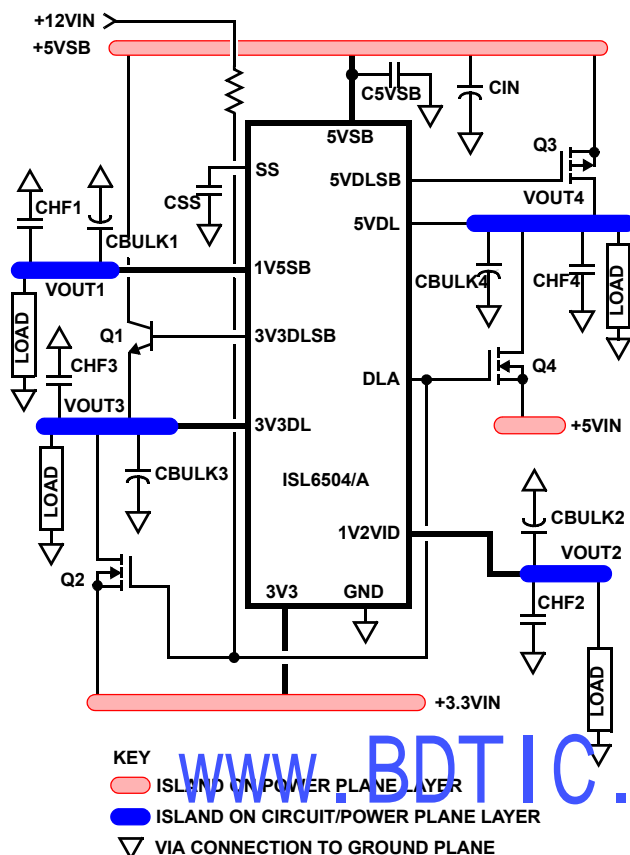 +12VIN
+5VSB
C5VSB
CIN
5VSB
Q3
SS
5VDLSB
CSS
VOUT4
CHF1
5VDL
CBULK1
1V5SB
CBULK4
CHF4
LOAD
VOUT1
LOAD
Q1
3V3DLSB
CHF3
Q4
DLA
VOUT3
3V3DL
+5VIN
LOAD
CBULK3
ISL6504/A
CBULK2
1V2VID
VOUT2
Q2
3V3
GND
CHF2
LOAD
+3.3VIN
KEY
www.BDTIC.
ISLAND ON POWER PLANE LAYER
ISLAND ON CIRCUIT/POWER PLANE LAYER
VIA CONNECTION TO GROUND PLANE